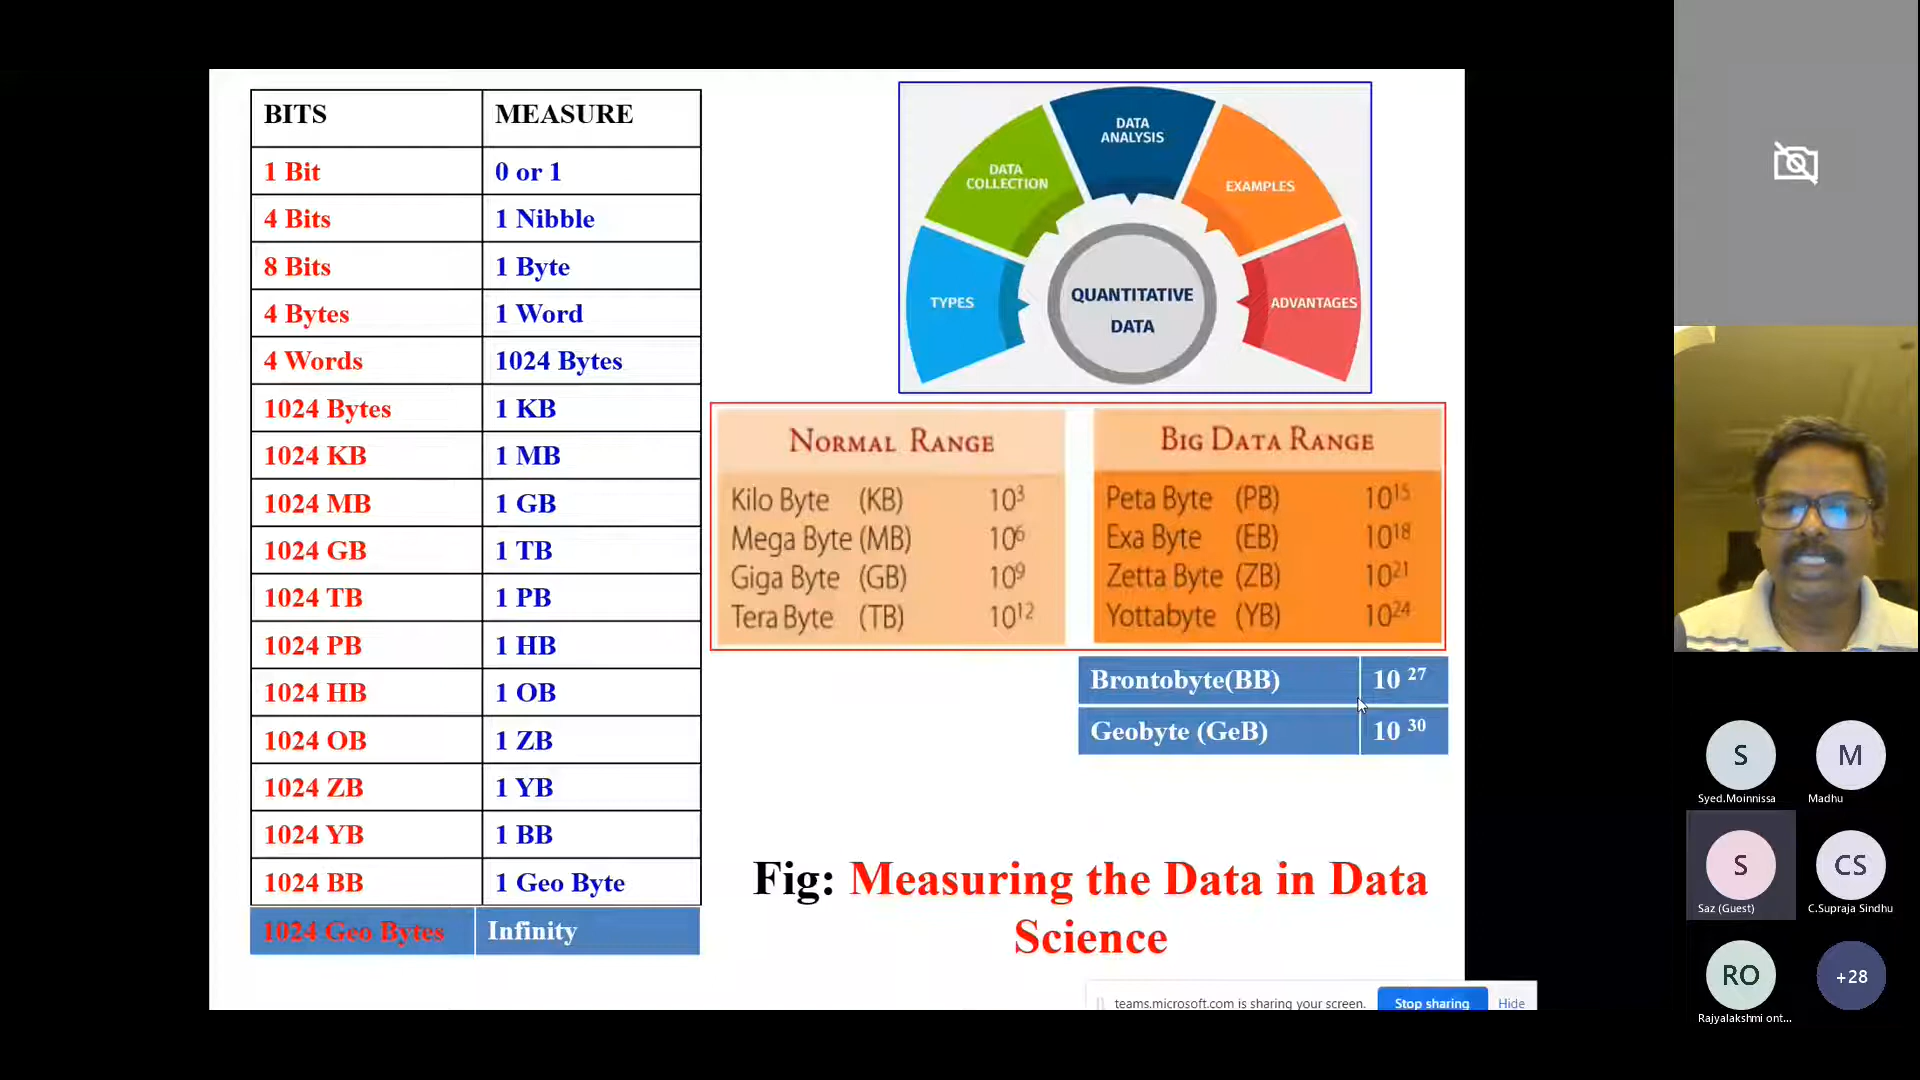 BITS MEASURE
1 Bit 0 or 1
4 Bits 1 Nibble
8 Bits 1 Byte
4 Bytes 1 Word
4 Words 1024 Bytes
1024 Bytes 1 KB
1024 KB 1 MB
1024 MB 1 GB
1024 GB 1 TB
1024 TB 1 PB
1024 PB 1 HB
1024 HB 1 OB
1024 OB 1 ZB
1024 ZB 1 YB
1024 YB 1 BB
1024 BB 1 Geo Byte
1024 Geo Bytes Infinity
TYPES
DATA
COLLECTION
DATA
ANALYSIS
EXAMPLES
ADVANTAGES
QUANTITATIVE
DATA
NORMAL RANGE
Kilo Byte (KB) 10³
Mega Byte (MB) 10⁶
Giga Byte (GB) 10⁹
Tera Byte (TB) 10¹²
BIG DATA RANGE
Peta Byte (PB) 10¹⁵
Exa Byte (EB) 10¹⁸
Zetta Byte (ZB) 10²¹
Yottabyte (YB) 10²⁴
Brontobyte(BB) 10 ²⁷
Geobyte (GeB) 10 ³⁰
Fig: Measuring the Data in Data
Science
teams.microsoft.com is sharing your screen. Stop sharing Hide
S M
Syed.Moinnissa Madhu
S CS
Saz (Guest) C.Supraja Sindhu
RO +28
Rajyalakshmi ont...